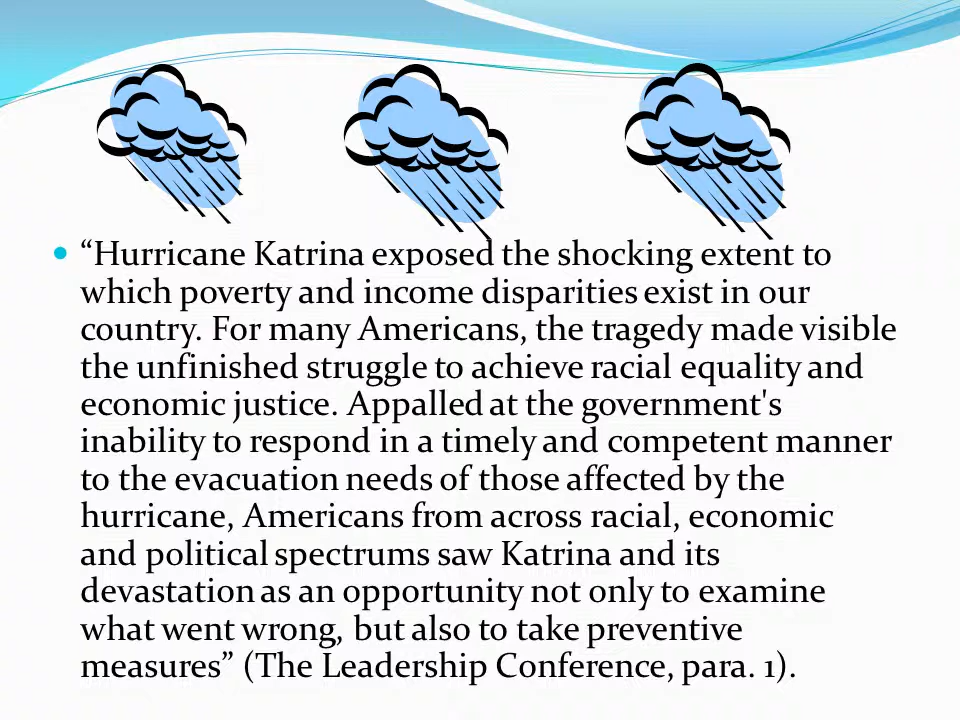 • “Hurricane Katrina exposed the shocking extent to
which poverty and income disparities exist in our
country. For many Americans, the tragedy made visible
the unfinished struggle to achieve racial equality and
economic justice. Appalled at the government's
inability to respond in a timely and competent manner
to the evacuation needs of those affected by the
hurricane, Americans from across racial, economic
and political spectrums saw Katrina and its
devastation as an opportunity not only to examine
what went wrong, but also to take preventive
measures” (The Leadership Conference, para. 1).